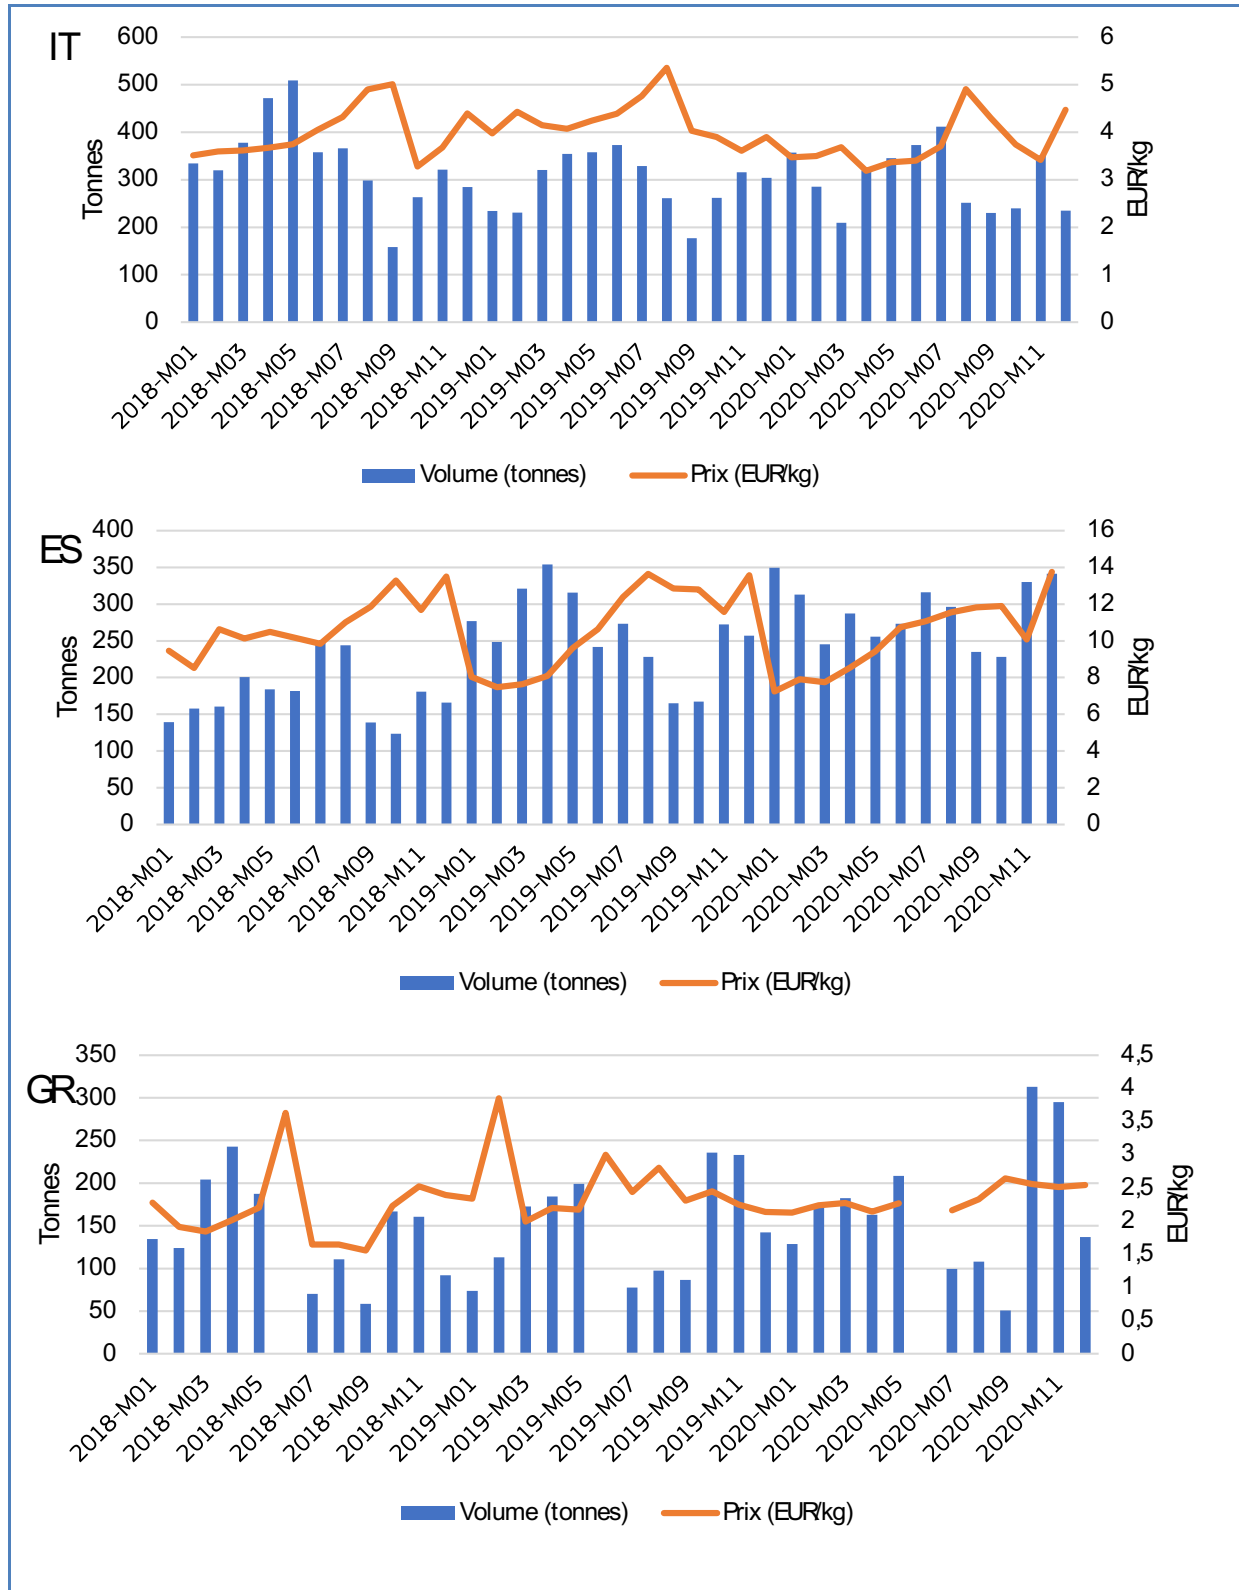 IT
600
500
400
300
200
100
0
Tonnes
6
5
4
3
2
1
0
EUR/kg
2018-M01
2018-M03
2018-M05
2018-M07
2018-M09
2018-M11
2019-M01
2019-M03
2019-M05
2019-M07
2019-M09
2019-M11
2020-M01
2020-M03
2020-M05
2020-M07
2020-M09
2020-M11
Volume (tonnes) Prix (EUR/kg)
ES
400
350
300
250
200
150
100
50
0
Tonnes
16
14
12
10
8
6
4
2
0
EUR/kg
2018-M01
2018-M03
2018-M05
2018-M07
2018-M09
2018-M11
2019-M01
2019-M03
2019-M05
2019-M07
2019-M09
2019-M11
2020-M01
2020-M03
2020-M05
2020-M07
2020-M09
2020-M11
Volume (tonnes) Prix (EUR/kg)
GR
350
300
250
200
150
100
50
0
Tonnes
4,5
4
3,5
3
2,5
2
1,5
1
0,5
0
EUR/kg
2018-M01
2018-M03
2018-M05
2018-M07
2018-M09
2018-M11
2019-M01
2019-M03
2019-M05
2019-M07
2019-M09
2019-M11
2020-M01
2020-M03
2020-M05
2020-M07
2020-M09
2020-M11
Volume (tonnes) Prix (EUR/kg)